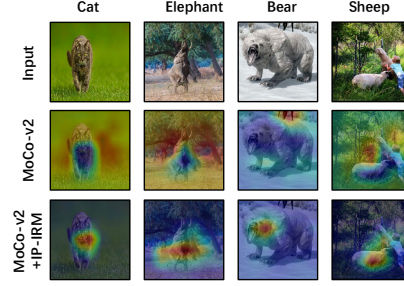 Cat Elephant Bear Sheep
Input
MoCo-v2
MoCo-v2
+IP-IRM